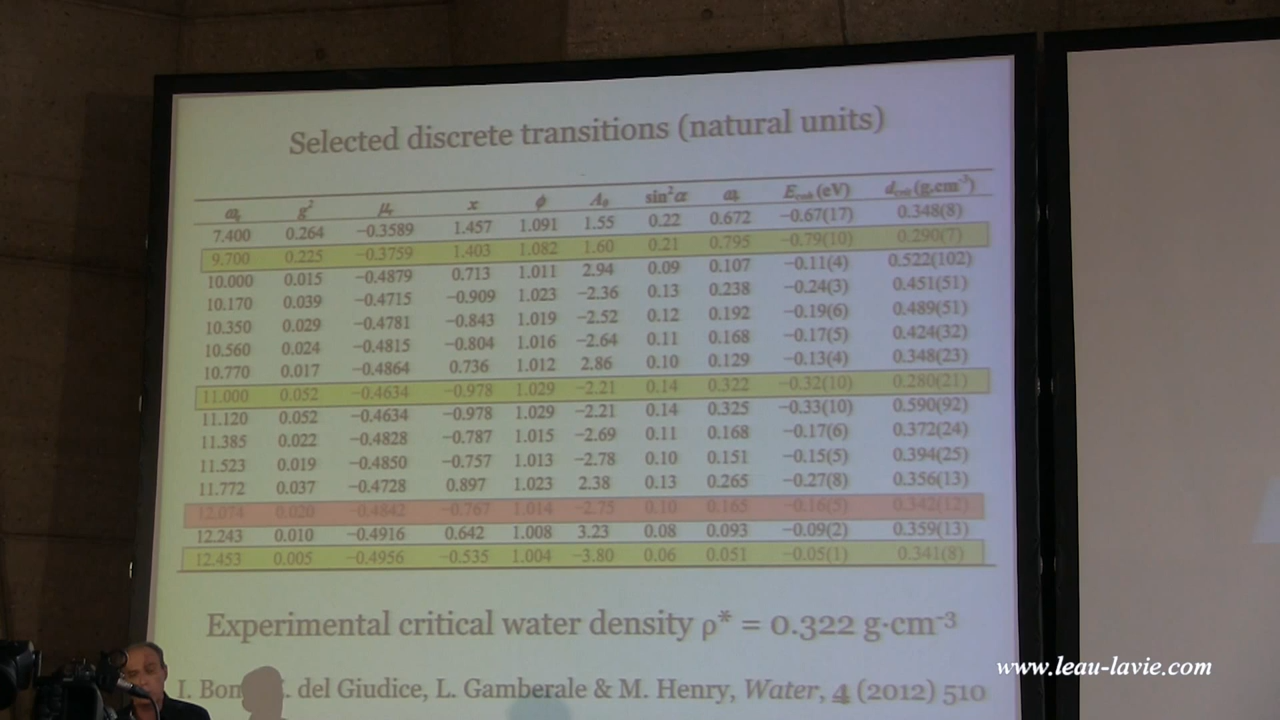 Selected discrete transitions (natural units)
ωᵣ g² μᵣ x ϕ A₀ sin²α ωᵣ E_coh (eV) d_crit (g.cm⁻³)
7.400 0.264 −0.3589 1.457 1.091 1.55 0.22 0.672 −0.67(17) 0.348(8)
9.700 0.225 −0.3759 1.403 1.082 1.60 0.21 0.795 −0.79(10) 0.290(7)
10.000 0.015 −0.4879 0.713 1.011 2.94 0.09 0.107 −0.11(4) 0.522(102)
10.170 0.039 −0.4715 −0.909 1.023 −2.36 0.13 0.238 −0.24(3) 0.451(51)
10.350 0.029 −0.4781 −0.843 1.019 −2.52 0.12 0.192 −0.19(6) 0.489(51)
10.560 0.024 −0.4815 −0.804 1.016 −2.64 0.11 0.168 −0.17(5) 0.424(32)
10.770 0.017 −0.4864 0.736 1.012 2.86 0.10 0.129 −0.13(4) 0.348(23)
11.000 0.052 −0.4634 −0.978 1.029 −2.21 0.14 0.322 −0.32(10) 0.280(21)
11.120 0.052 −0.4634 −0.978 1.029 −2.21 0.14 0.325 −0.33(10) 0.590(92)
11.385 0.022 −0.4828 −0.787 1.015 −2.69 0.11 0.168 −0.17(6) 0.372(24)
11.523 0.019 −0.4850 −0.757 1.013 −2.78 0.10 0.151 −0.15(5) 0.394(25)
11.772 0.037 −0.4728 0.897 1.023 2.38 0.13 0.265 −0.27(8) 0.356(13)
12.074 0.020 −0.4842 −0.767 1.014 −2.75 0.10 0.165 −0.16(5) 0.342(12)
12.243 0.010 −0.4916 0.642 1.008 3.23 0.08 0.093 −0.09(2) 0.359(13)
12.453 0.005 −0.4956 −0.535 1.004 −3.80 0.06 0.051 −0.05(1) 0.341(8)
Experimental critical water density ρ* = 0.322 g·cm⁻³
I. del Giudice, L. Gamberale & M. Henry, Water, 4 (2012) 510
www.leau-lavie.com